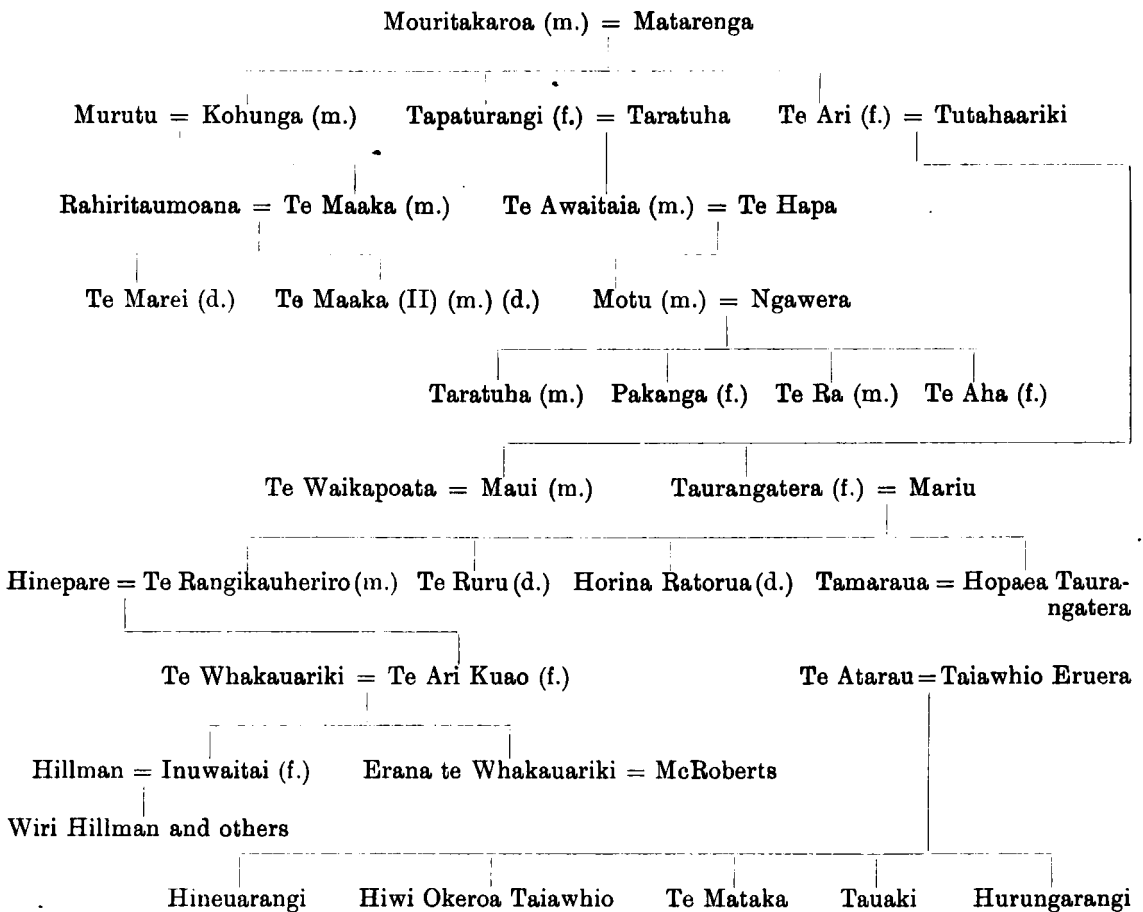 Mouritakaroa (m.) = Matarenga
Murutu = Kohunga (m.) Tapaturangi (f.) = Taratuha Te Ari (f.) = Tutahaariki
Rahiritaumoana = Te Maaka (m.) Te Awaitaia (m.) = Te Hapa
Te Marei (d.) Te Maaka (II) (m.) (d.) Motu (m.) = Ngawera
Taratuha (m.) Pakanga (f.) Te Ra (m.) Te Aha (f.)
Te Waikapoata = Maui (m.) Taurangatera (f.) = Mariu
Hinepare = Te Rangikauheriro (m.) Te Ruru (d.) Horina Ratorua (d.) Tamaraua = Hopaea Taura-
ngatera
Te Whakauariki = Te Ari Kuao (f.) Te Atarau = Taiawhio Eruera
Hillman = Inuwaitai (f.) Erana te Whakauariki = McRoberts
Wiri Hillman and others
Hineuarangi Hiwi Okeroa Taiawhio Te Mataka Tauaki Hurungarangi